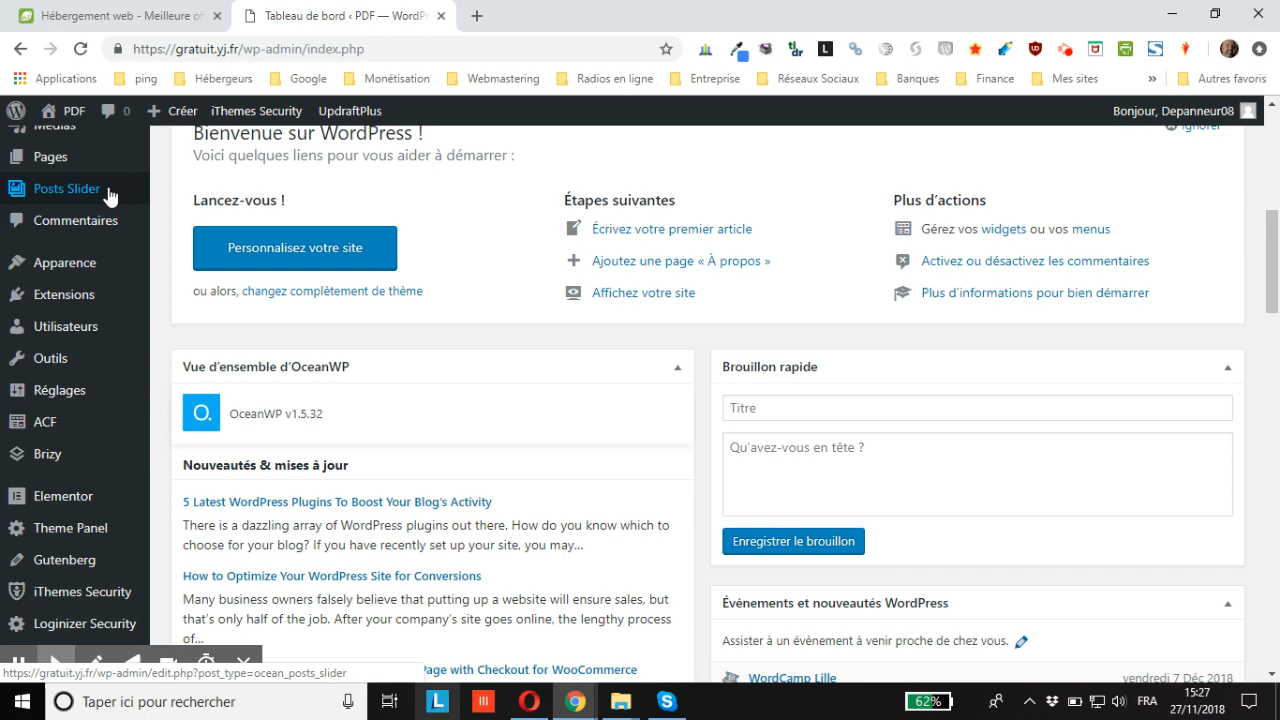 Hébergement web - Meilleure of
Tableau de bord ‹ PDF — WordPr
https://gratuit.yj.fr/wp-admin/index.php
Applications
ping
Hébergeurs
Google
Monétisation
Webmastering
Radios en ligne
Entreprise
Réseaux Sociaux
Banques
Finance
Mes sites
»
Autres favoris
PDF
0
Créer
iThemes Security
UpdraftPlus
Bonjour, Depanneur08
Médias
Pages
Posts Slider
Commentaires
Apparence
Extensions
Utilisateurs
Outils
Réglages
ACF
Brizy
Elementor
Theme Panel
Gutenberg
iThemes Security
Loginizer Security
Bienvenue sur WordPress !
Ignorer
Voici quelques liens pour vous aider à démarrer :
Lancez-vous !
Personnalisez votre site
ou alors, changez complètement de thème
Étapes suivantes
Écrivez votre premier article
Ajoutez une page « À propos »
Affichez votre site
Plus d’actions
Gérez vos widgets ou vos menus
Activez ou désactivez les commentaires
Plus d’informations pour bien démarrer
Vue d’ensemble d’OceanWP
O.
OceanWP v1.5.32
Nouveautés & mises à jour
5 Latest WordPress Plugins To Boost Your Blog’s Activity
There is a dazzling array of WordPress plugins out there. How do you know which to
choose for your blog? If you have recently set up your site, you may…
How to Optimize Your WordPress Site for Conversions
Many business owners falsely believe that putting up a website will ensure sales, but
that’s only half of the job. After your company’s site goes online, the lengthy process
of…
Page with Checkout for WooCommerce
Brouillon rapide
Titre
Qu’avez-vous en tête ?
Enregistrer le brouillon
Évènements et nouveautés WordPress
Assister à un évènement à venir proche de chez vous.
WordCamp Lille
vendredi 7 Déc 2018
https://gratuit.yj.fr/wp-admin/edit.php?post_type=ocean_posts_slider
Taper ici pour rechercher
62%
FRA
15:27
27/11/2018